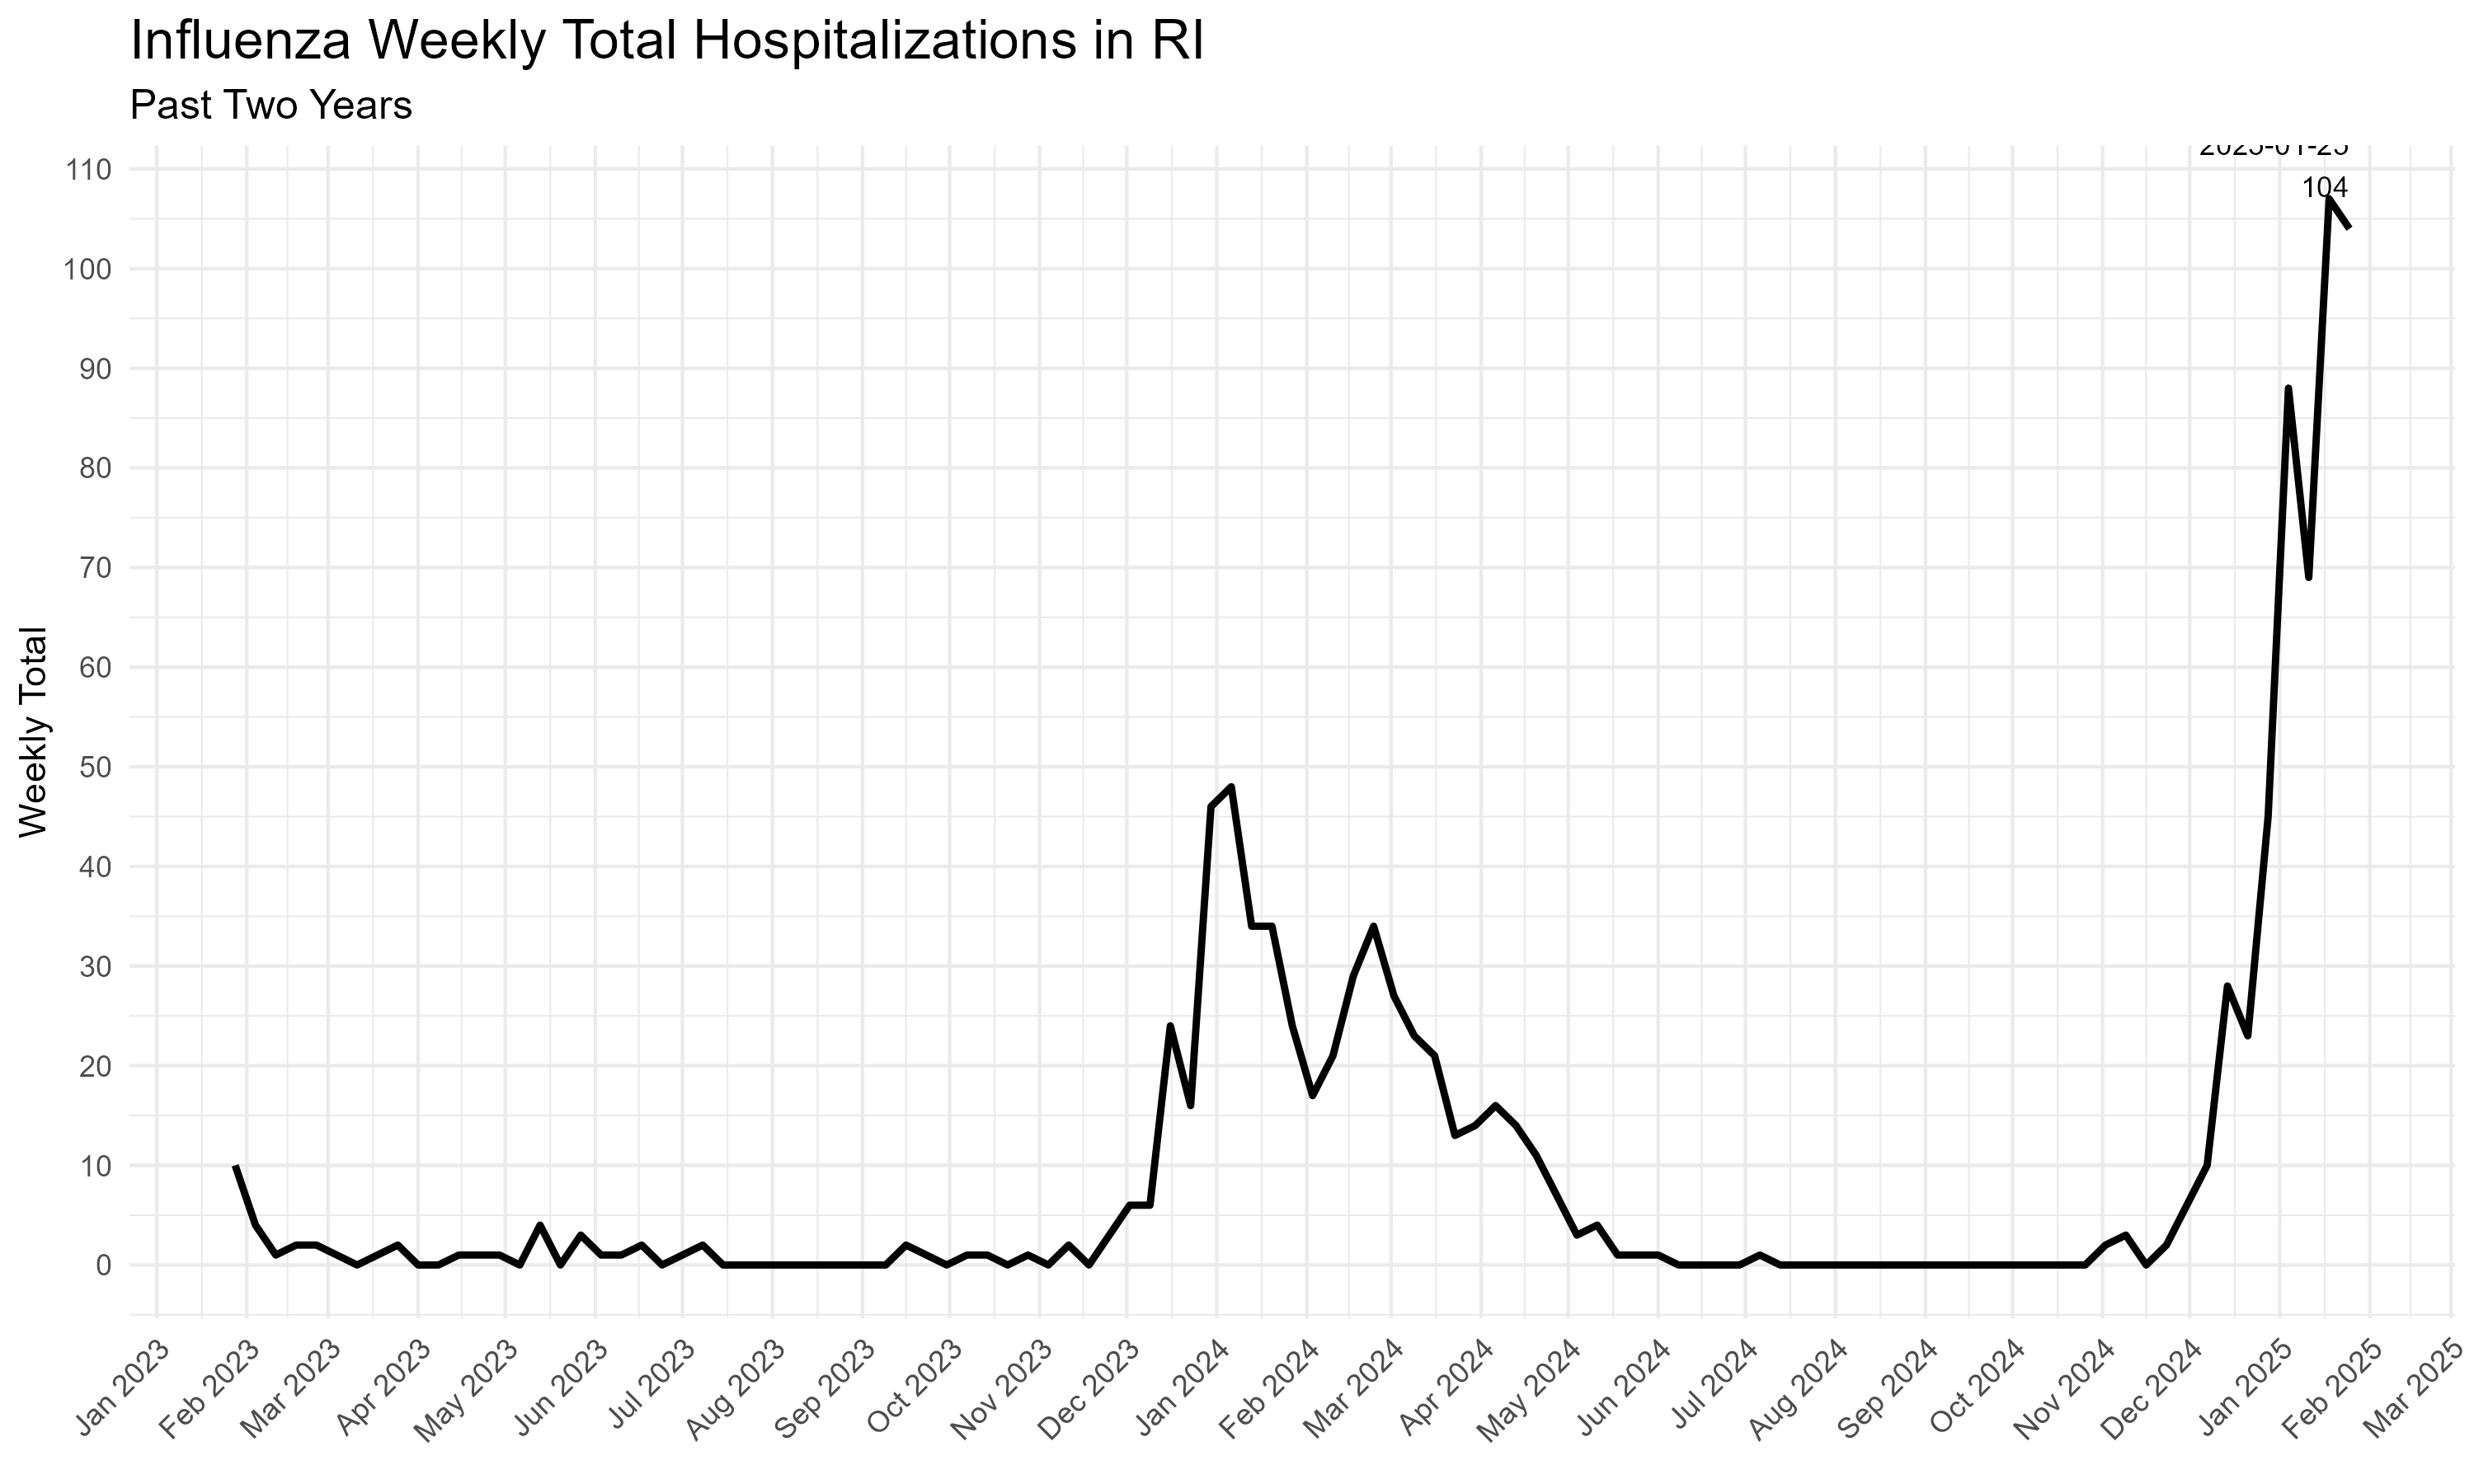 Influenza Weekly Total Hospitalizations in RI
Past Two Years
2025-01-25
104
110
100
90
80
70
60
50
40
30
20
10
0
Weekly Total
Jan 2023
Feb 2023
Mar 2023
Apr 2023
May 2023
Jun 2023
Jul 2023
Aug 2023
Sep 2023
Oct 2023
Nov 2023
Dec 2023
Jan 2024
Feb 2024
Mar 2024
Apr 2024
May 2024
Jun 2024
Jul 2024
Aug 2024
Sep 2024
Oct 2024
Nov 2024
Dec 2024
Jan 2025
Feb 2025
Mar 2025